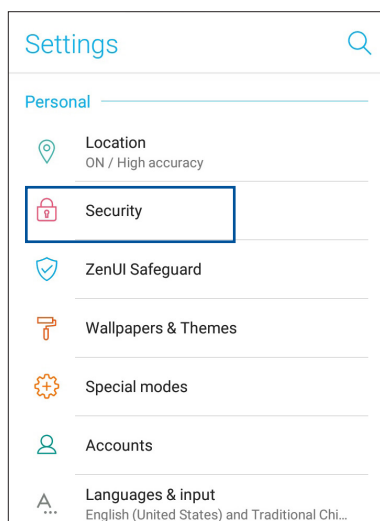 Settings
Personal
Location
ON / High accuracy
Security
ZenUI Safeguard
Wallpapers & Themes
Special modes
Accounts
Languages & input
English (United States) and Traditional Chi...